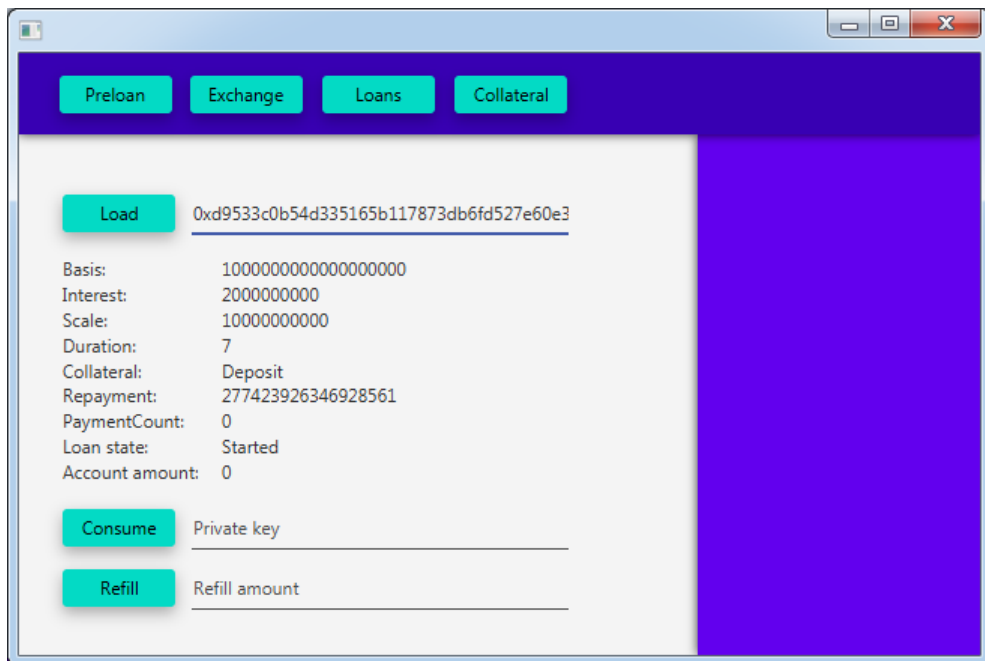 Preloan Exchange Loans Collateral
Load 0xd9533c0b54d335165b117873db6fd527e60e3
Basis: 1000000000000000000
Interest: 2000000000
Scale: 10000000000
Duration: 7
Collateral: Deposit
Repayment: 277423926346928561
PaymentCount: 0
Loan state: Started
Account amount: 0
Consume Private key
Refill Refill amount